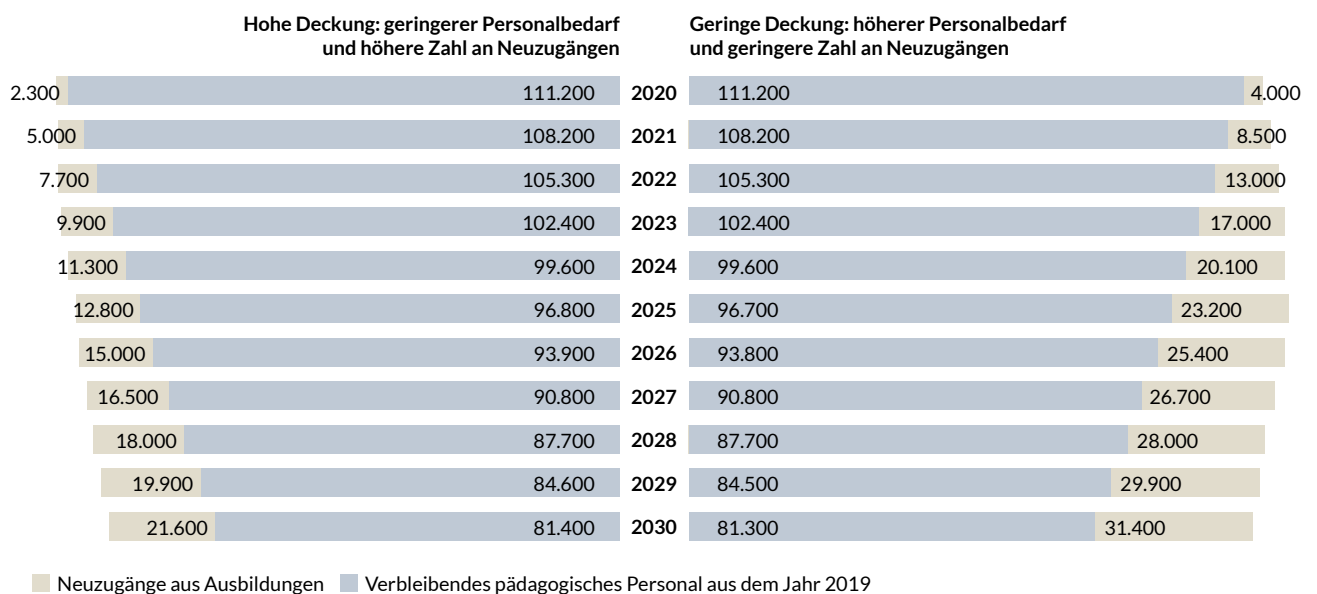 Hohe Deckung: geringerer Personalbedarf
und höhere Zahl an Neuzugängen
Geringe Deckung: höherer Personalbedarf
und geringere Zahl an Neuzugängen
2.300 111.200 2020 111.200 4.000
5.000 108.200 2021 108.200 8.500
7.700 105.300 2022 105.300 13.000
9.900 102.400 2023 102.400 17.000
11.300 99.600 2024 99.600 20.100
12.800 96.800 2025 96.700 23.200
15.000 93.900 2026 93.800 25.400
16.500 90.800 2027 90.800 26.700
18.000 87.700 2028 87.700 28.000
19.900 84.600 2029 84.500 29.900
21.600 81.400 2030 81.300 31.400
Neuzugänge aus Ausbildungen Verbleibendes pädagogisches Personal aus dem Jahr 2019